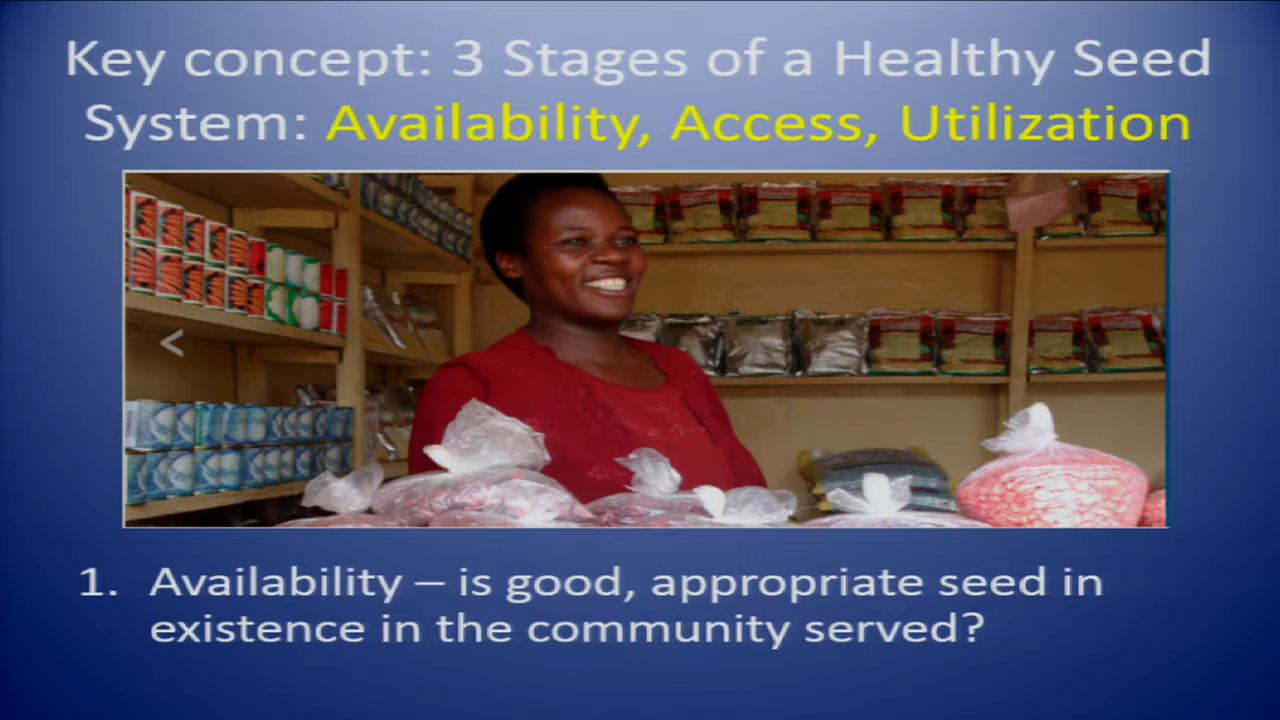 Key concept: 3 Stages of a Healthy Seed
System: Availability, Access, Utilization
<
1. Availability – is good, appropriate seed in
existence in the community served?